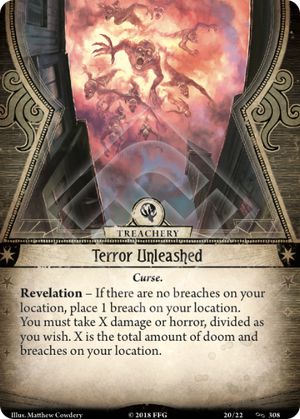 TREACHERY
Terror Unleashed
Curse.
Revelation – If there are no breaches on your
location, place 1 breach on your location.
You must take X damage or horror, divided as
you wish. X is the total amount of doom and
breaches on your location.
Illus. Matthew Cowdery © 2018 FFG 20/22 308